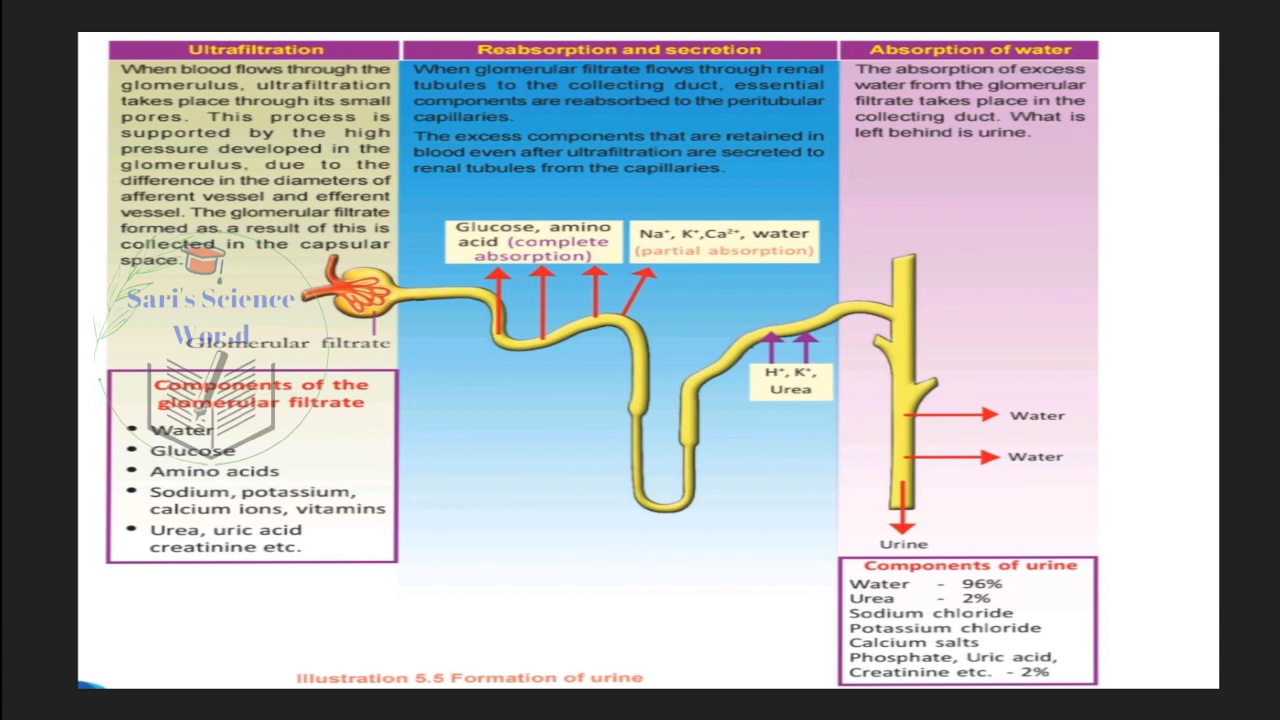 Ultrafiltration
When blood flows through the
glomerulus, ultrafiltration
takes place through its small
pores. This process is
supported by the high
pressure developed in the
glomerulus, due to the
difference in the diameters of
afferent vessel and efferent
vessel. The glomerular filtrate
formed as a result of this is
collected in the capsular
space.
Sari's Science
World
Glomerular filtrate
Components of the
glomerular filtrate
• Water
• Glucose
• Amino acids
• Sodium, potassium,
calcium ions, vitamins
• Urea, uric acid
creatinine etc.
Reabsorption and secretion
When glomerular filtrate flows through renal
tubules to the collecting duct, essential
components are reabsorbed to the peritubular
capillaries.
The excess components that are retained in
blood even after ultrafiltration are secreted to
renal tubules from the capillaries.
Glucose, amino
acid (complete
absorption)
Na⁺, K⁺,Ca²⁺, water
(partial absorption)
H⁺, K⁺,
Urea
Absorption of water
The absorption of excess
water from the glomerular
filtrate takes place in the
collecting duct. What is
left behind is urine.
Water
Water
Urine
Components of urine
Water - 96%
Urea - 2%
Sodium chloride
Potassium chloride
Calcium salts
Phosphate, Uric acid,
Creatinine etc. - 2%
Illustration 5.5 Formation of urine